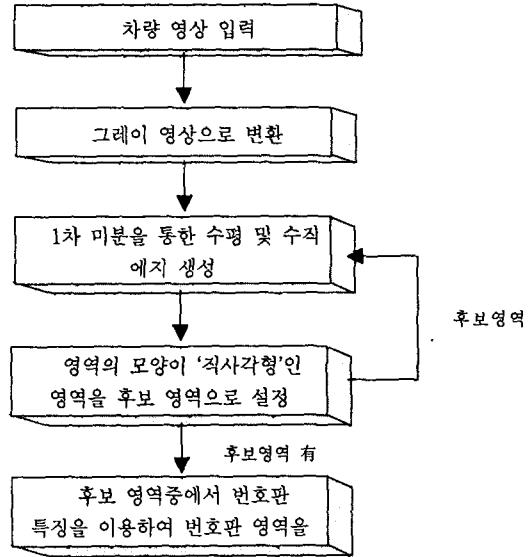 차량 영상 입력
그레이 영상으로 변환
1차 미분을 통한 수평 및 수직
에지 생성
후보영역
영역의 모양이 '직사각형'인
영역을 후보 영역으로 설정
후보영역 有
후보 영역중에서 번호판
특징을 이용하여 번호판 영역을